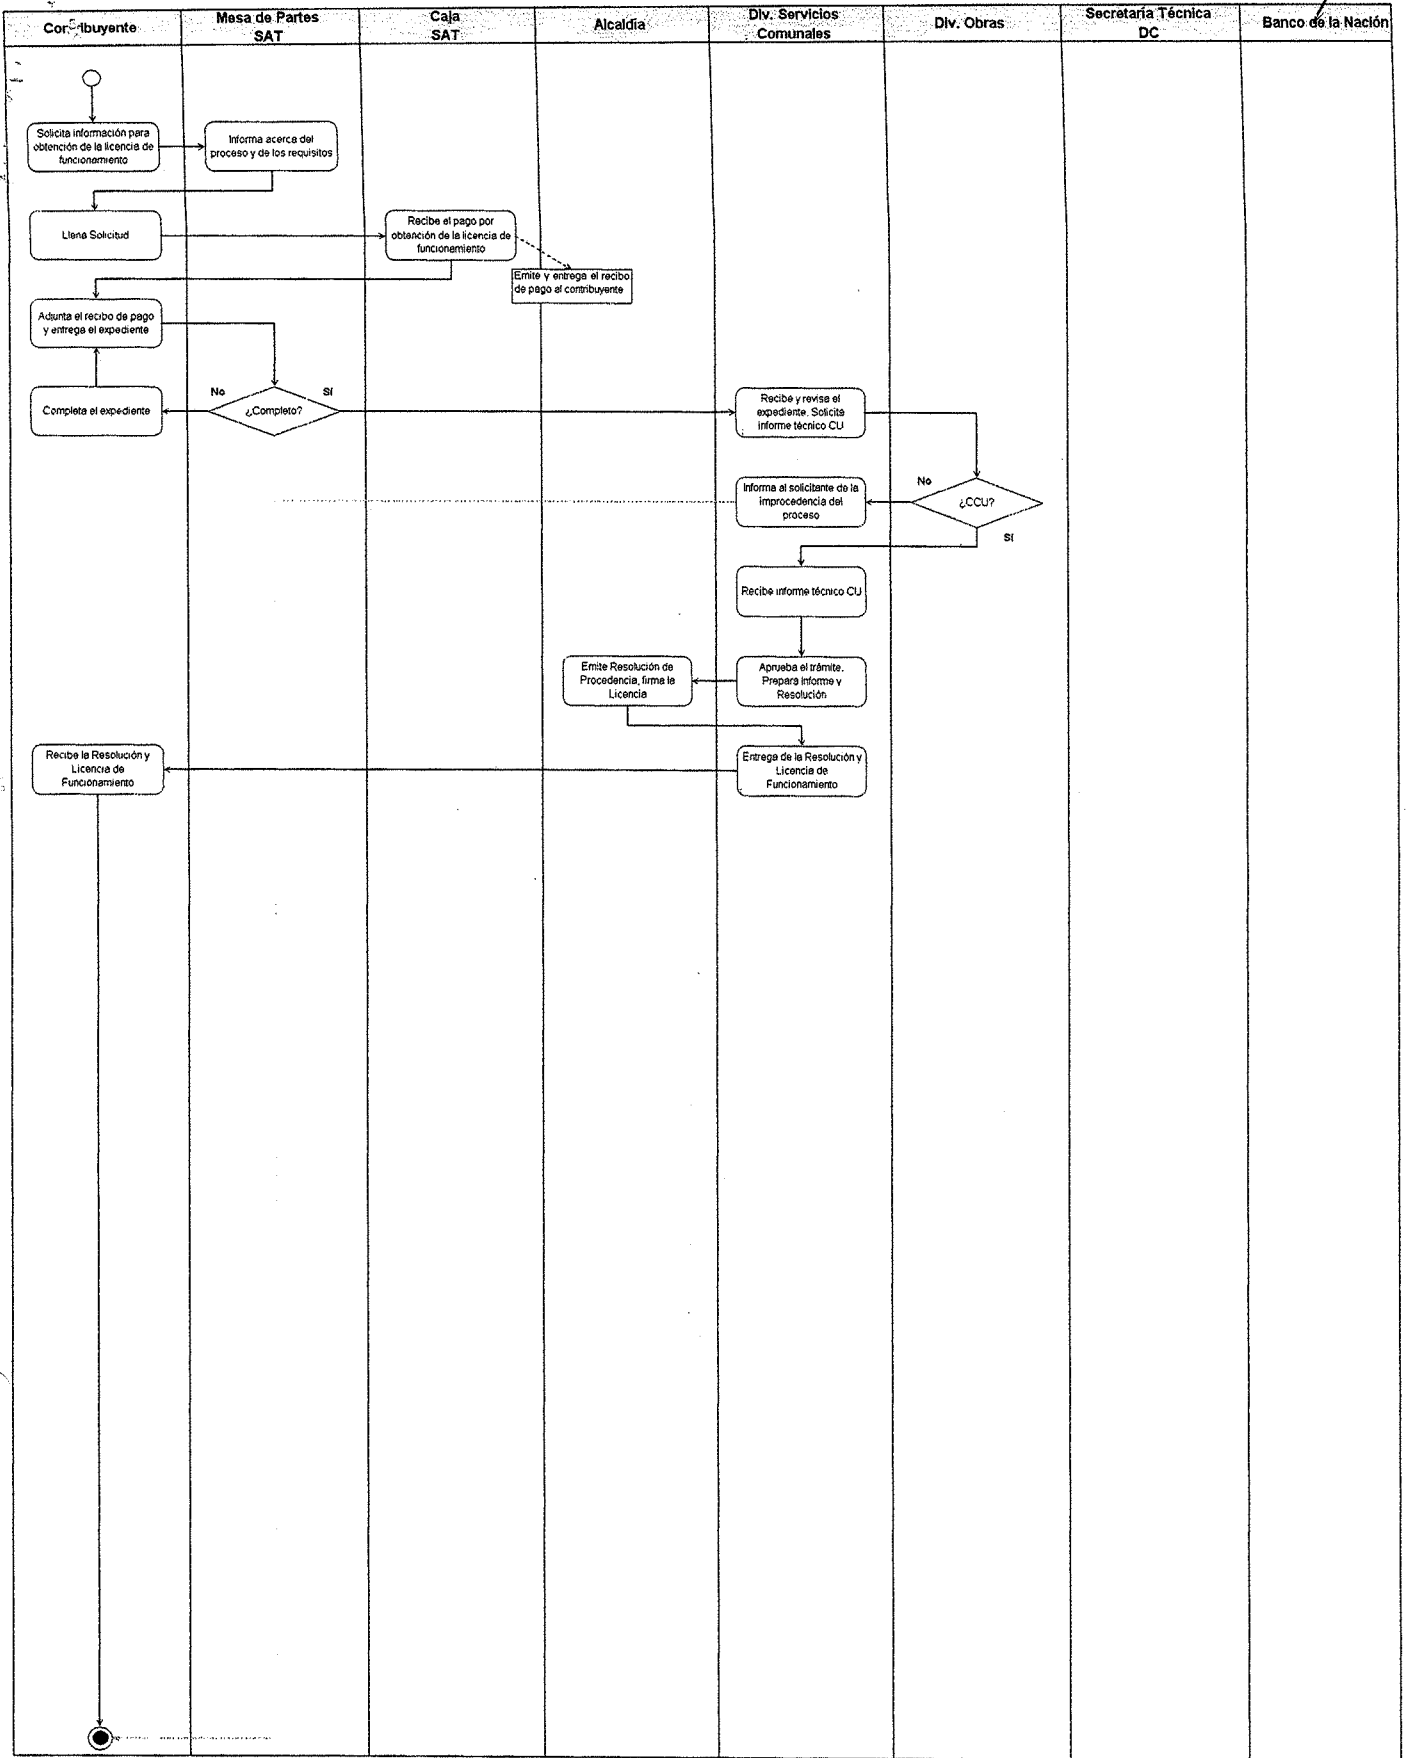 Contribuyente
Mesa de Partes
SAT
Caja
SAT
Alcaldía
Div. Servicios
Comunales
Div. Obras
Secretaría Técnica
DC
Banco de la Nación
Solicita información para
obtención de la licencia de
funcionamiento
Informa acerca del
proceso y de los requisitos
Llena Solicitud
Recibe el pago por
obtención de la licencia de
funcionamiento
Emite y entrega el recibo
de pago al contribuyente
Adjunta el recibo de pago
y entrega el expediente
Completa el expediente
No
¿Completo?
Sí
Recibe y revisa el
expediente. Solicita
informe técnico CU
Informa al solicitante de la
improcedencia del
proceso
No
¿CCU?
Sí
Recibe informe técnico CU
Emite Resolución de
Procedencia, firma la
Licencia
Aprueba el trámite.
Prepara Informe y
Resolución
Recibe la Resolución y
Licencia de
Funcionamiento
Entrega de la Resolución y
Licencia de
Funcionamiento